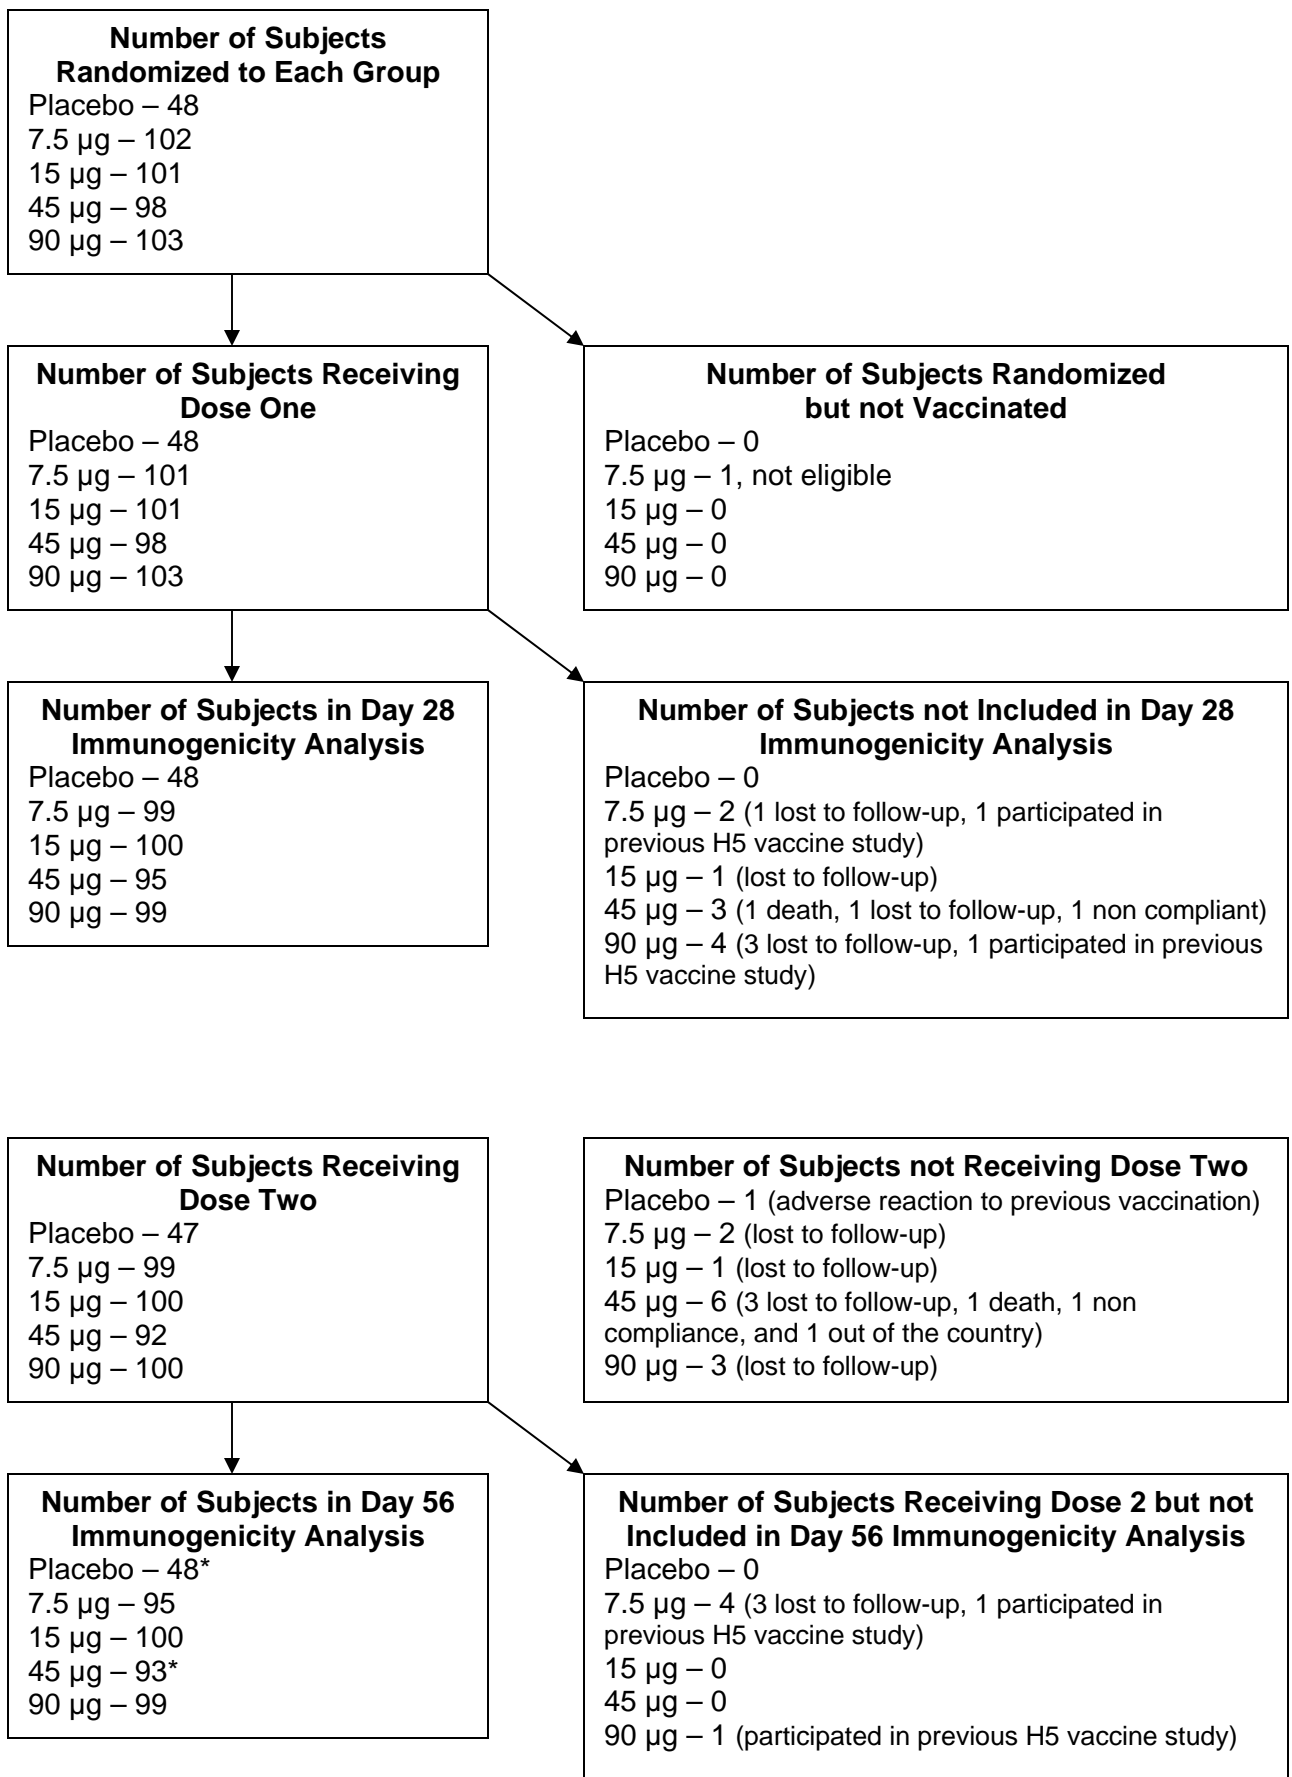 Number of Subjects
Randomized to Each Group
Placebo – 48
7.5 µg – 102
15 µg – 101
45 µg – 98
90 µg – 103
Number of Subjects Receiving
Dose One
Placebo – 48
7.5 µg – 101
15 µg – 101
45 µg – 98
90 µg – 103
Number of Subjects Randomized
but not Vaccinated
Placebo – 0
7.5 µg – 1, not eligible
15 µg – 0
45 µg – 0
90 µg – 0
Number of Subjects in Day 28
Immunogenicity Analysis
Placebo – 48
7.5 µg – 99
15 µg – 100
45 µg – 95
90 µg – 99
Number of Subjects not Included in Day 28
Immunogenicity Analysis
Placebo – 0
7.5 µg – 2 (1 lost to follow-up, 1 participated in
previous H5 vaccine study)
15 µg – 1 (lost to follow-up)
45 µg – 3 (1 death, 1 lost to follow-up, 1 non compliant)
90 µg – 4 (3 lost to follow-up, 1 participated in previous
H5 vaccine study)
Number of Subjects Receiving
Dose Two
Placebo – 47
7.5 µg – 99
15 µg – 100
45 µg – 92
90 µg – 100
Number of Subjects not Receiving Dose Two
Placebo – 1 (adverse reaction to previous vaccination)
7.5 µg – 2 (lost to follow-up)
15 µg – 1 (lost to follow-up)
45 µg – 6 (3 lost to follow-up, 1 death, 1 non
compliance, and 1 out of the country)
90 µg – 3 (lost to follow-up)
Number of Subjects in Day 56
Immunogenicity Analysis
Placebo – 48*
7.5 µg – 95
15 µg – 100
45 µg – 93*
90 µg – 99
Number of Subjects Receiving Dose 2 but not
Included in Day 56 Immunogenicity Analysis
Placebo – 0
7.5 µg – 4 (3 lost to follow-up, 1 participated in
previous H5 vaccine study)
15 µg – 0
45 µg – 0
90 µg – 1 (participated in previous H5 vaccine study)